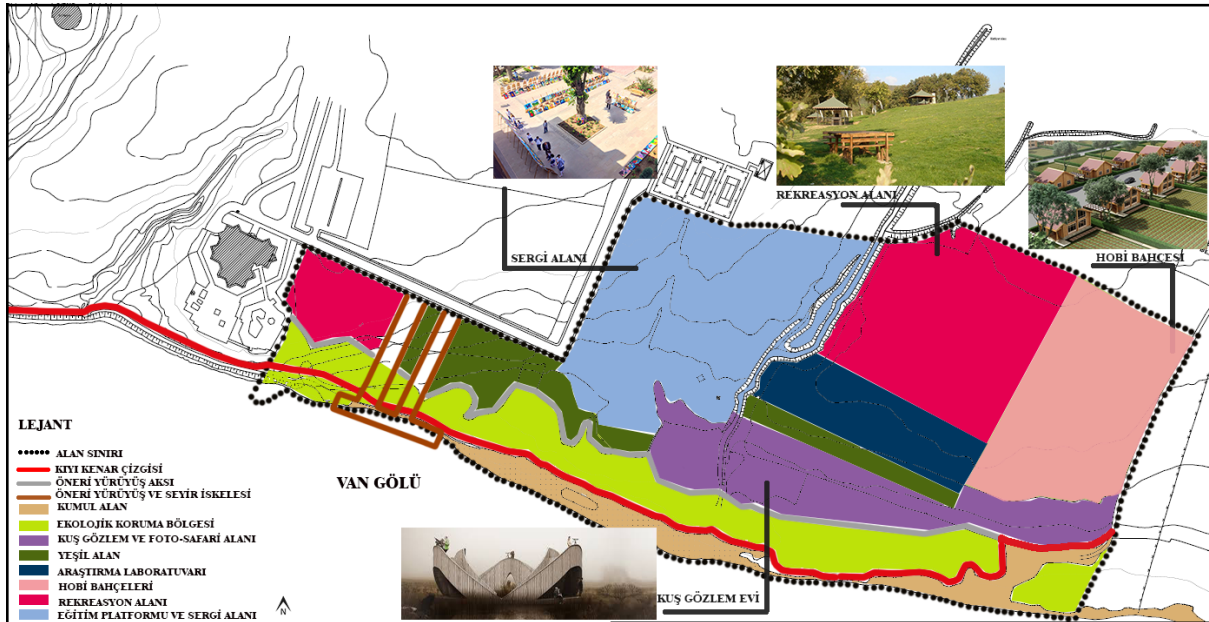 SERGİ ALANI
REKREASYON ALANI
HOBİ BAHÇESİ
LEJANT
ALAN SINIRI
KIYI KENAR ÇİZGİSİ
ÖNERİ YÜRÜYÜŞ AKSI
ÖNERİ YÜRÜYÜŞ VE SEYİR İSKELESİ
KUMUL ALAN
EKOLOJİK KORUMA BÖLGESİ
KUŞ GÖZLEM VE FOTO-SAFARİ ALANI
YEŞİL ALAN
ARAŞTIRMA LABORATUVARI
HOBİ BAHÇELERİ
REKREASYON ALANI
EĞİTİM PLATFORMU VE SERGİ ALANI
N
VAN GÖLÜ
KUŞ GÖZLEM EVİ